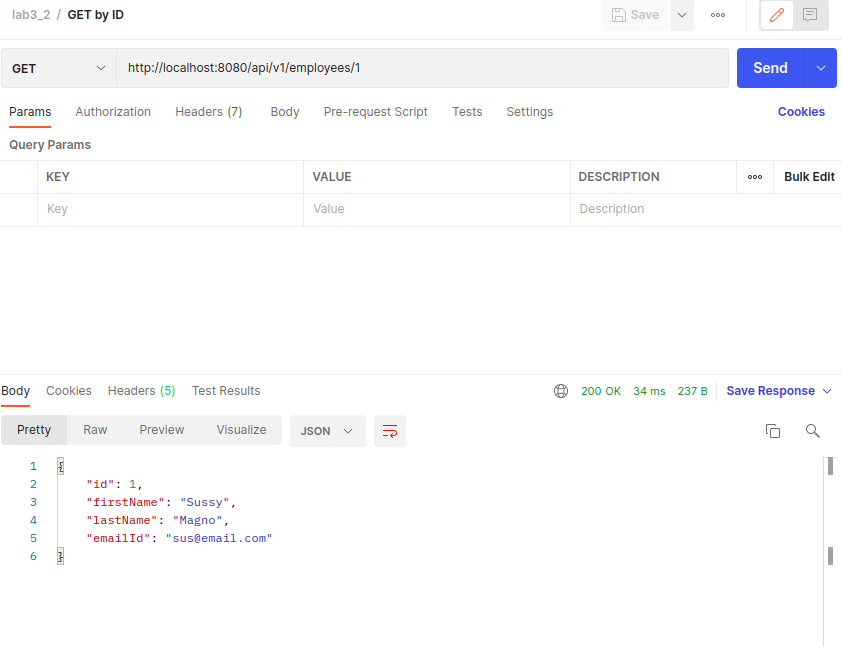 lab3_2 / GET by ID
Save
GET http://localhost:8080/api/v1/employees/1 Send
Params Authorization Headers (7) Body Pre-request Script Tests Settings Cookies
Query Params
KEY VALUE DESCRIPTION Bulk Edit
Key Value Description
Body Cookies Headers (5) Test Results 200 OK 34 ms 237 B Save Response
Pretty Raw Preview Visualize JSON
1 {
2 "id": 1,
3 "firstName": "Sussy",
4 "lastName": "Magno",
5 "emailId": "sus@email.com"
6 }